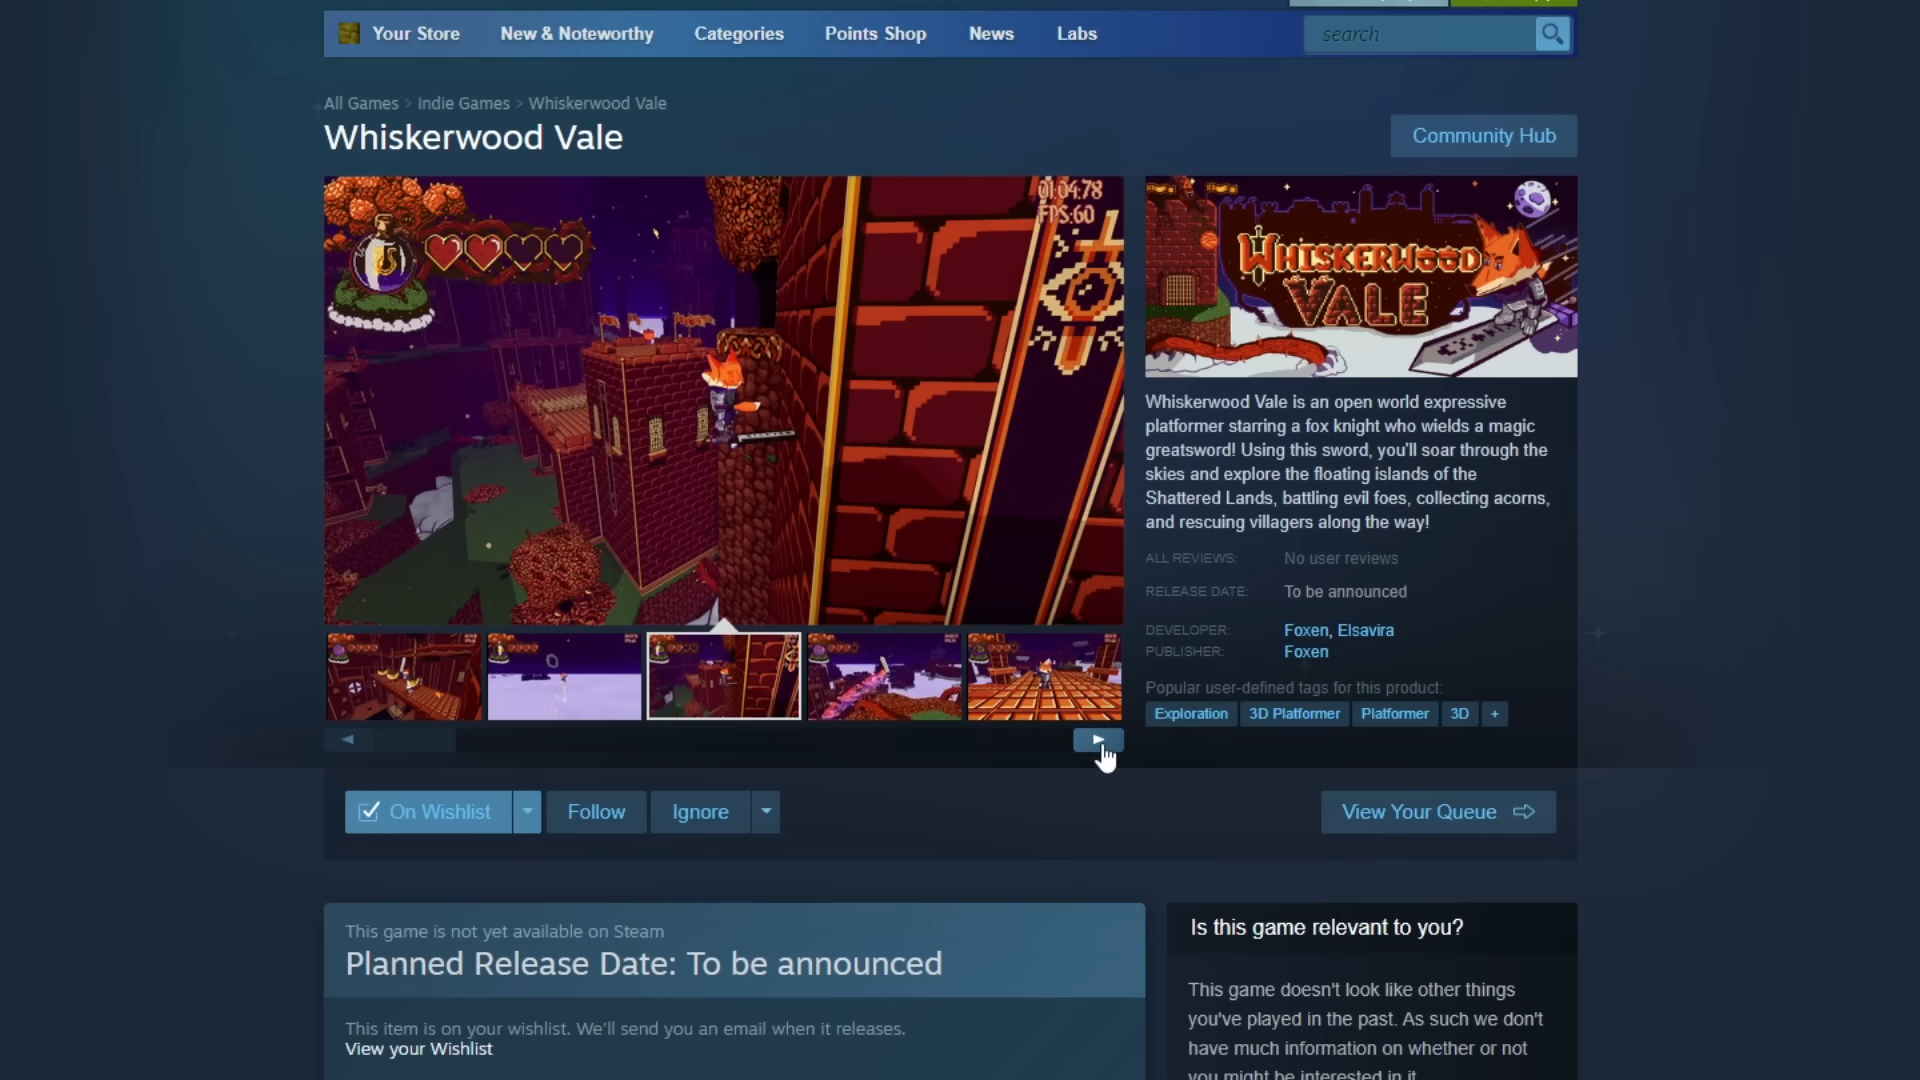 Your Store New & Noteworthy Categories Points Shop News Labs search
All Games > Indie Games > Whiskerwood Vale
Whiskerwood Vale
Community Hub
01:04:78
FPS:60
WHISKERWOOD
VALE
Whiskerwood Vale is an open world expressive
platformer starring a fox knight who wields a magic
greatsword! Using this sword, you'll soar through the
skies and explore the floating islands of the
Shattered Lands, battling evil foes, collecting acorns,
and rescuing villagers along the way!
ALL REVIEWS: No user reviews
RELEASE DATE: To be announced
DEVELOPER: Foxen, Elsavira
PUBLISHER: Foxen
Popular user-defined tags for this product:
Exploration 3D Platformer Platformer 3D +
On Wishlist Follow Ignore View Your Queue
This game is not yet available on Steam
Planned Release Date: To be announced
This item is on your wishlist. We'll send you an email when it releases.
View your Wishlist
Is this game relevant to you?
This game doesn't look like other things
you've played in the past. As such we don't
have much information on whether or not
you might be interested in it.